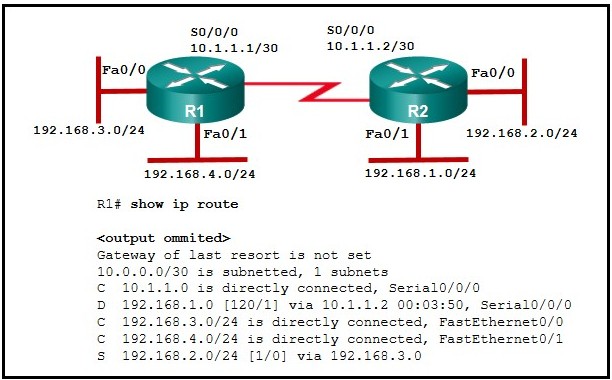 S0/0/0
10.1.1.1/30
S0/0/0
10.1.1.2/30
Fa0/0
R1
Fa0/1
192.168.3.0/24
192.168.4.0/24
Fa0/0
R2
Fa0/1
192.168.2.0/24
192.168.1.0/24
R1# show ip route
<output ommited>
Gateway of last resort is not set
10.0.0.0/30 is subnetted, 1 subnets
C 10.1.1.0 is directly connected, Serial0/0/0
D 192.168.1.0 [120/1] via 10.1.1.2 00:03:50, Serial0/0/0
C 192.168.3.0/24 is directly connected, FastEthernet0/0
C 192.168.4.0/24 is directly connected, FastEthernet0/1
S 192.168.2.0/24 [1/0] via 192.168.3.0